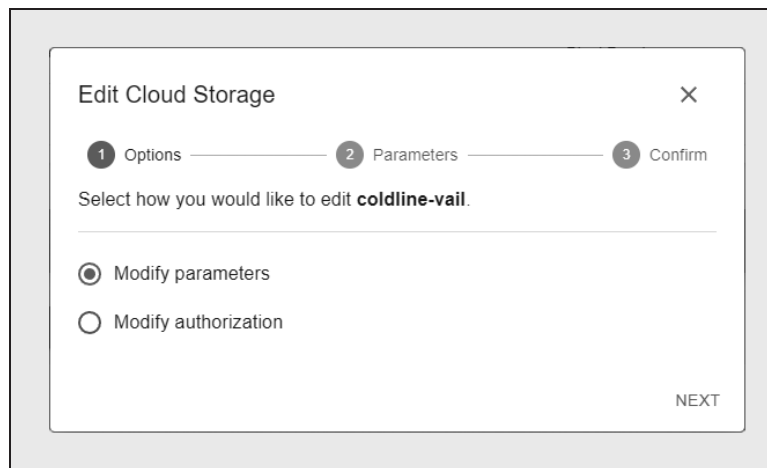 Edit Cloud Storage
1 Options 2 Parameters 3 Confirm
Select how you would like to edit coldline-vail.
Modify parameters
Modify authorization
NEXT